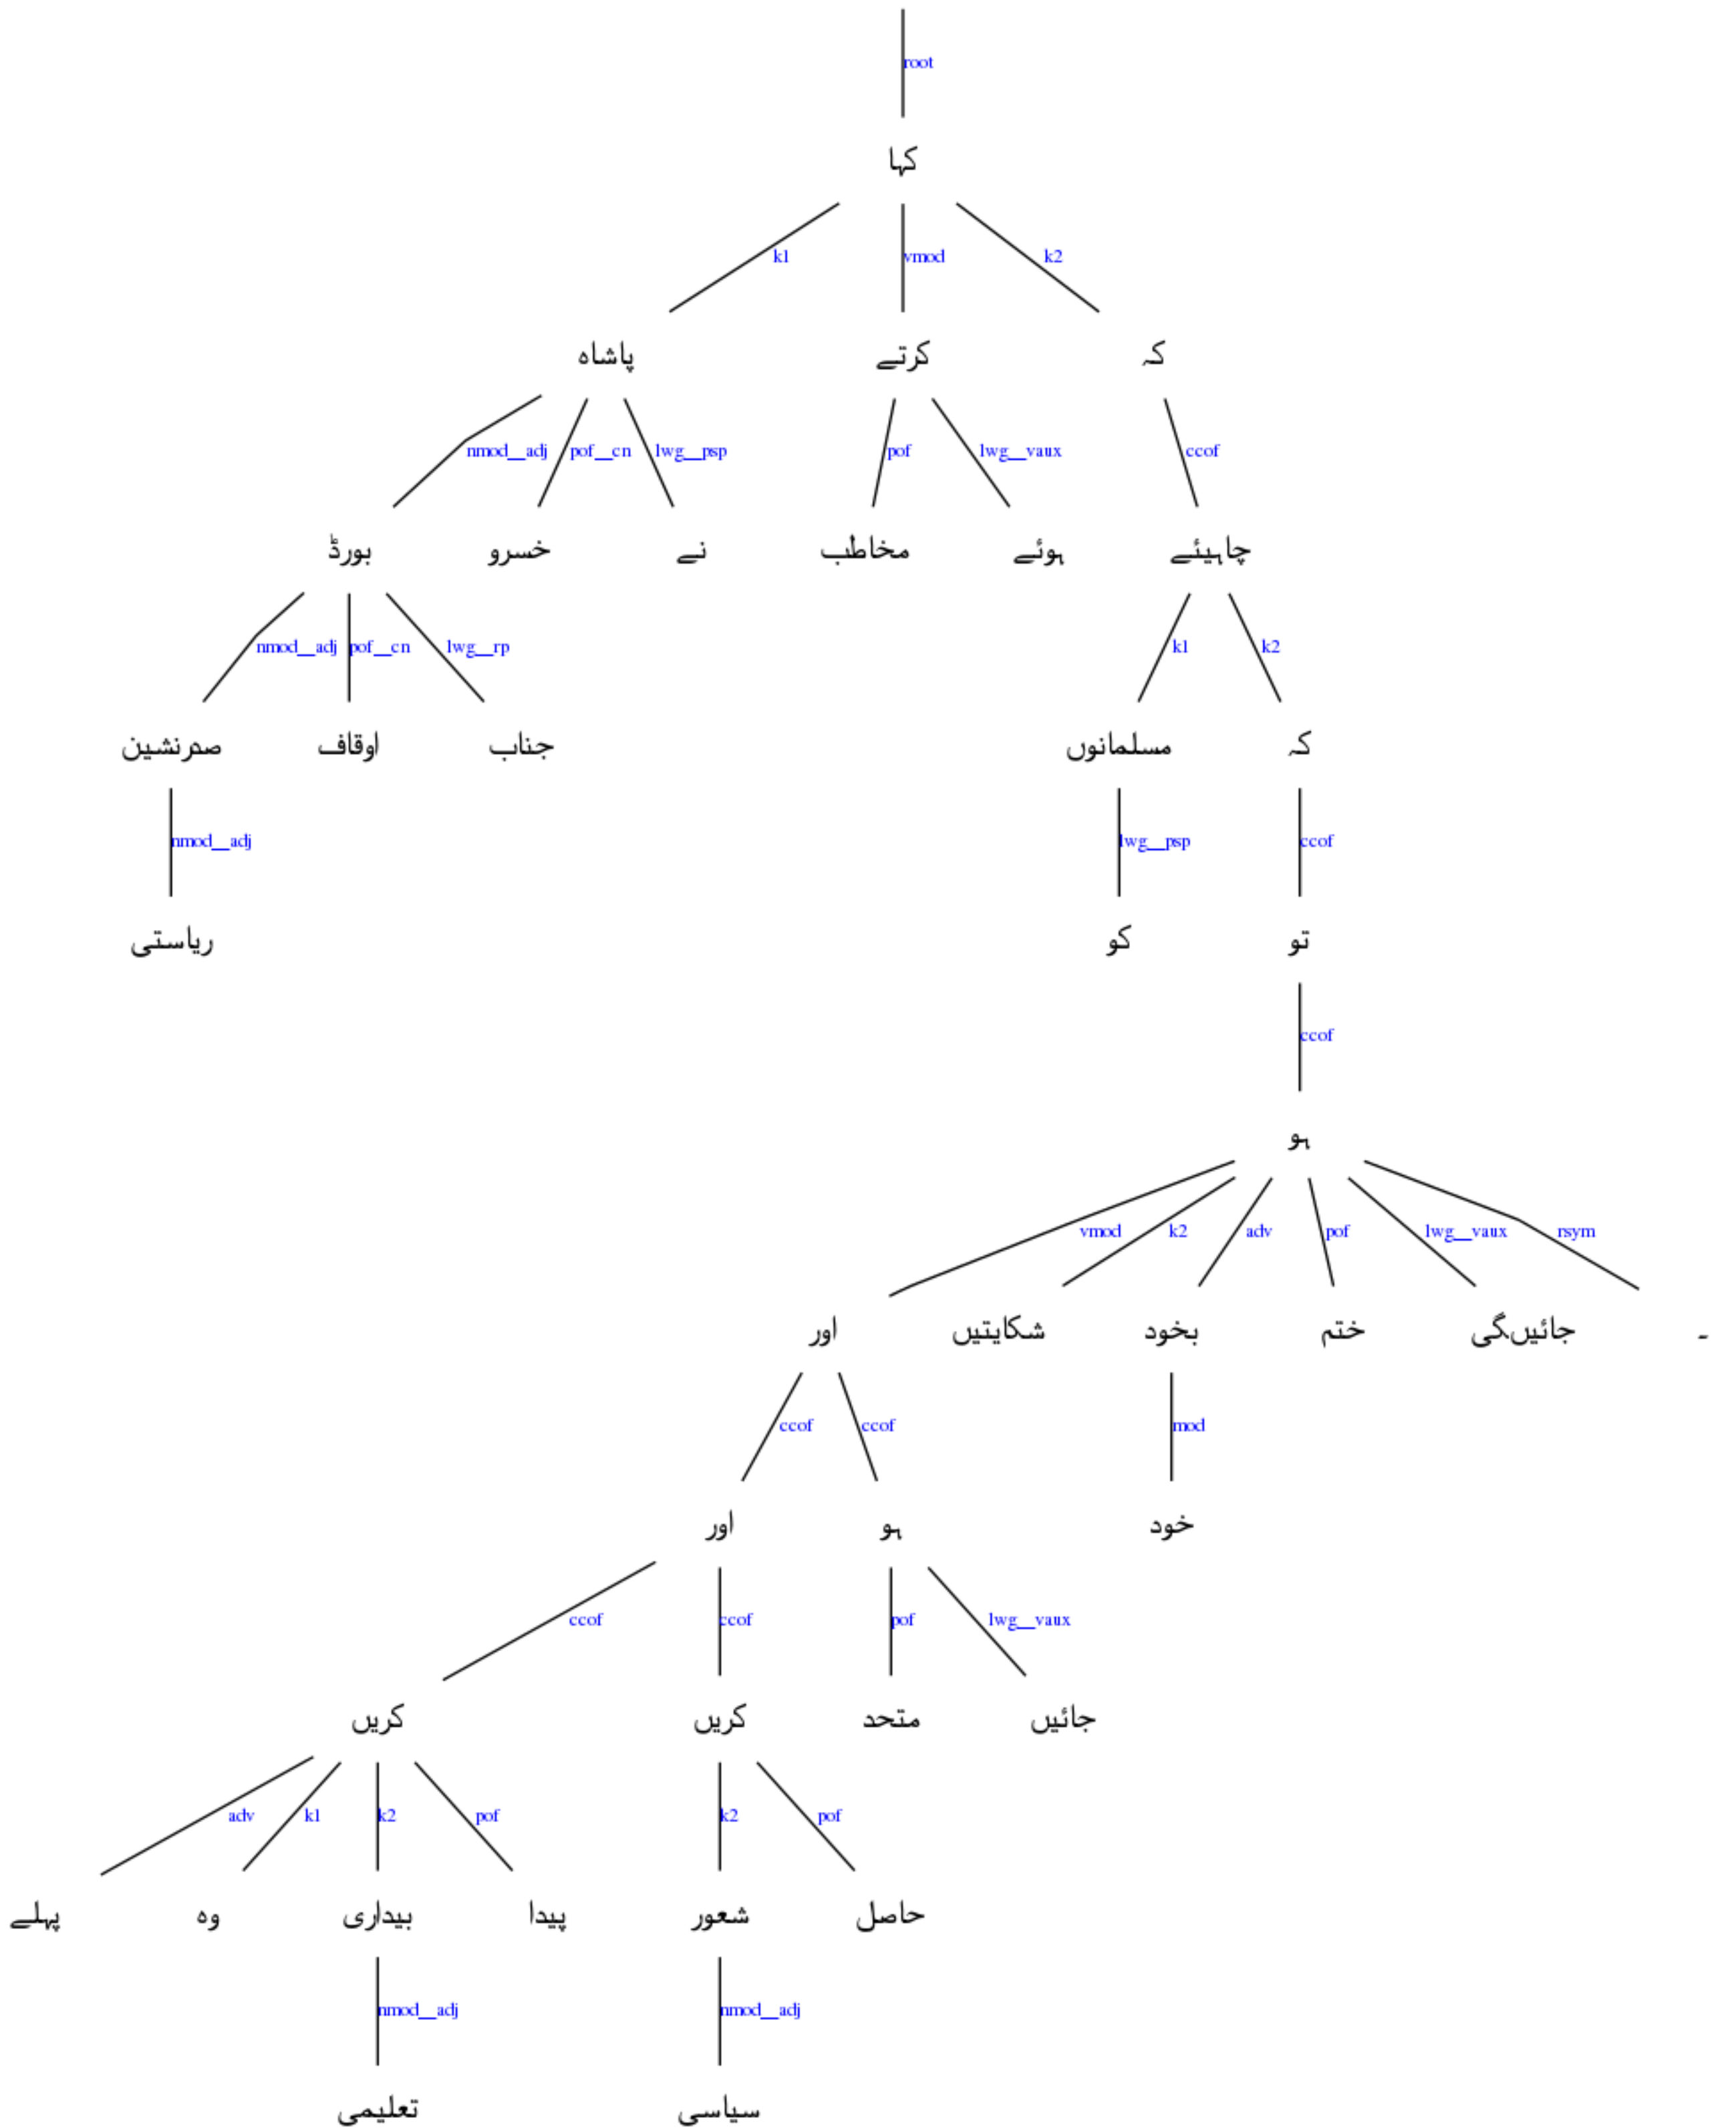 root
کہا
k1 vmod k2
پاشاہ کرتے کہ
nmod__adj pof__cn lwg__psp pof lwg__vaux ccof
بورڈ خسرو نے مخاطب ہوئے چاہیئے
nmod__adj pof__cn lwg__rp k1 k2
صدرنشین اوقاف جناب مسلمانوں کہ
nmod__adj lwg__psp ccof
ریاستی کو تو
ccof
ہو
vmod k2 adv pof lwg__vaux rsym
اور شکایتیں بخود ختم جائیںگی ۔
ccof ccof mod
اور ہو خود
ccof ccof pof lwg__vaux
کریں کریں متحد جائیں
adv k1 k2 pof k2 pof
پہلے وہ بیداری پیدا شعور حاصل
nmod__adj nmod__adj
تعلیمی سیاسی